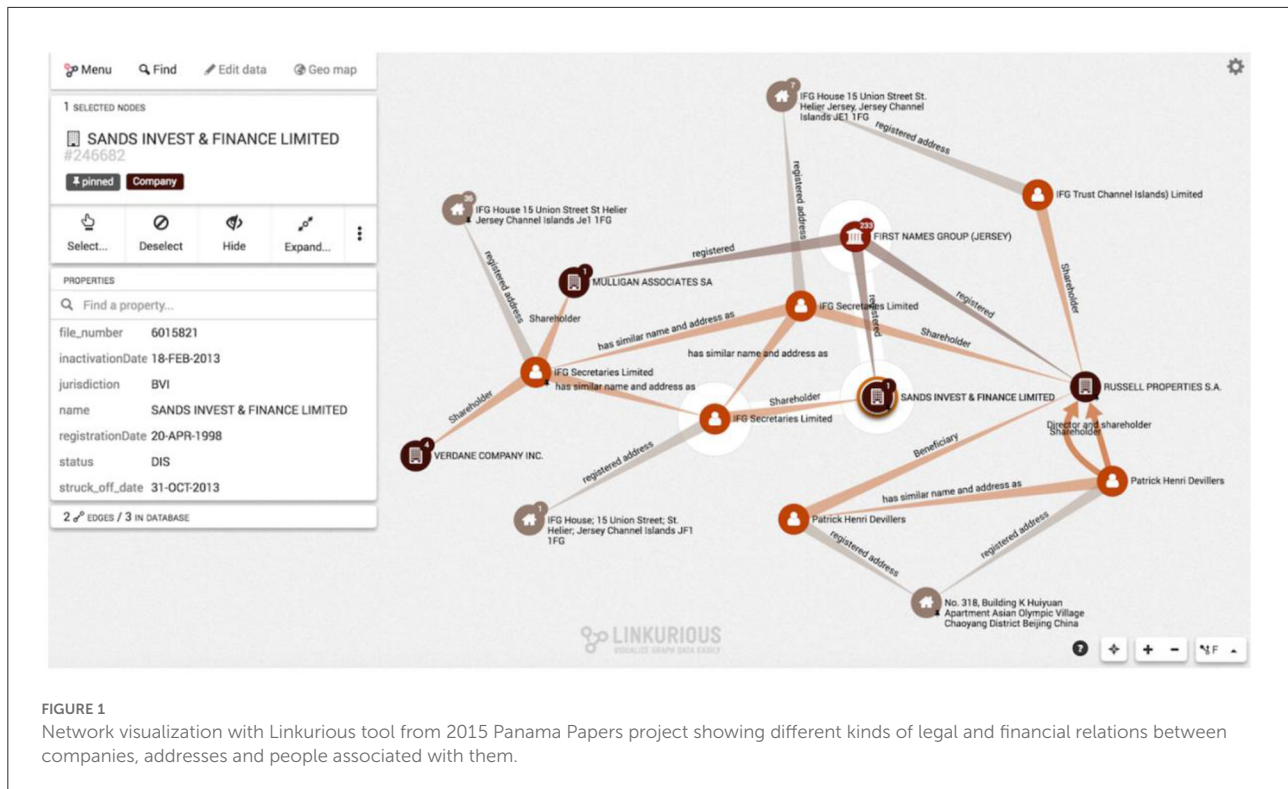 Menu
Find
Edit data
Geo map
1 SELECTED NODES
SANDS INVEST & FINANCE LIMITED
#246682
pinned
Company
Select...
Deselect
Hide
Expand...
PROPERTIES
Find a property...
file_number 6015821
inactivationDate 18-FEB-2013
jurisdiction BVI
name SANDS INVEST & FINANCE LIMITED
registrationDate 20-APR-1998
status DIS
struck_off_date 31-OCT-2013
2 EDGES / 3 IN DATABASE
7
IFG House 15 Union Street St.
Helier Jersey, Jersey Channel
Islands JE1 1FG
registered address
registered address
IFG Trust Channel Islands) Limited
36
IFG House 15 Union Street St Helier
Jersey Channel Islands Je1 1FG
registered address
233
FIRST NAMES GROUP (JERSEY)
registered
registered
registered
1
MULLIGAN ASSOCIATES SA
Shareholder
Shareholder
IFG Secretaries Limited
has similar name and address as
has similar name and address as
Shareholder
IFG Secretaries Limited
has similar name and address as
Shareholder
1
SANDS INVEST & FINANCE LIMITED
RUSSELL PROPERTIES S.A.
Shareholder
IFG Secretaries Limited
4
VERDANE COMPANY INC.
registered address
Director and shareholder
Shareholder
Beneficiary
has similar name and address as
Patrick Henri Devillers
Patrick Henri Devillers
1
IFG House; 15 Union Street; St.
Helier; Jersey Channel Islands JF1
1FG
registered address
registered address
No. 318, Building K Huiyuan
Apartment Asian Olympic Village
Chaoyang District Beijing China
LINKURIOUS
VISUALIZE GRAPH DATA EASILY
?
+
−
F
FIGURE 1
Network visualization with Linkurious tool from 2015 Panama Papers project showing different kinds of legal and financial relations between
companies, addresses and people associated with them.